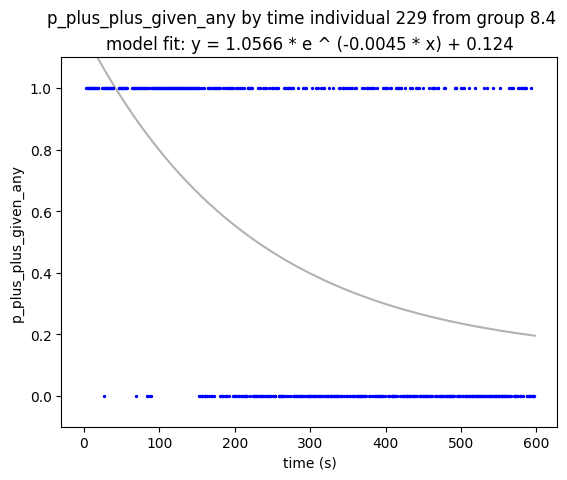 p_plus_plus_given_any by time individual 229 from group 8.4
model fit: y = 1.0566 * e ^ (-0.0045 * x) + 0.124
1.0
0.8
0.6
0.4
0.2
0.0
p_plus_plus_given_any
0 100 200 300 400 500 600
time (s)